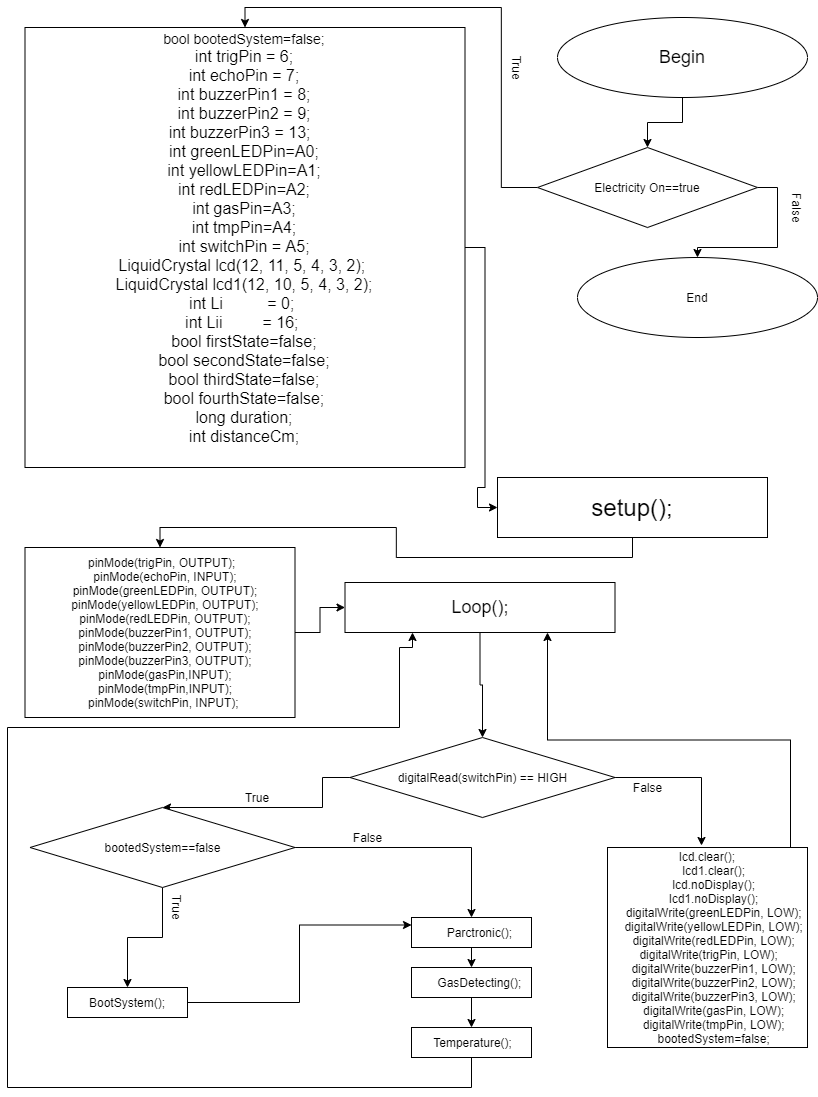 Begin
Electricity On==true
True
False
End
bool bootedSystem=false;
int trigPin = 6;
int echoPin = 7;
int buzzerPin1 = 8;
int buzzerPin2 = 9;
int buzzerPin3 = 13;
int greenLEDPin=A0;
int yellowLEDPin=A1;
int redLEDPin=A2;
int gasPin=A3;
int tmpPin=A4;
int switchPin = A5;
LiquidCrystal lcd(12, 11, 5, 4, 3, 2);
LiquidCrystal lcd1(12, 10, 5, 4, 3, 2);
int Li = 0;
int Lii = 16;
bool firstState=false;
bool secondState=false;
bool thirdState=false;
bool fourthState=false;
long duration;
int distanceCm;
setup();
pinMode(trigPin, OUTPUT);
pinMode(echoPin, INPUT);
pinMode(greenLEDPin, OUTPUT);
pinMode(yellowLEDPin, OUTPUT);
pinMode(redLEDPin, OUTPUT);
pinMode(buzzerPin1, OUTPUT);
pinMode(buzzerPin2, OUTPUT);
pinMode(buzzerPin3, OUTPUT);
pinMode(gasPin,INPUT);
pinMode(tmpPin,INPUT);
pinMode(switchPin, INPUT);
Loop();
digitalRead(switchPin) == HIGH
True
False
bootedSystem==false
False
True
BootSystem();
Parctronic();
GasDetecting();
Temperature();
lcd.clear();
lcd1.clear();
lcd.noDisplay();
lcd1.noDisplay();
digitalWrite(greenLEDPin, LOW);
digitalWrite(yellowLEDPin, LOW);
digitalWrite(redLEDPin, LOW);
digitalWrite(trigPin, LOW);
digitalWrite(buzzerPin1, LOW);
digitalWrite(buzzerPin2, LOW);
digitalWrite(buzzerPin3, LOW);
digitalWrite(gasPin, LOW);
digitalWrite(tmpPin, LOW);
bootedSystem=false;